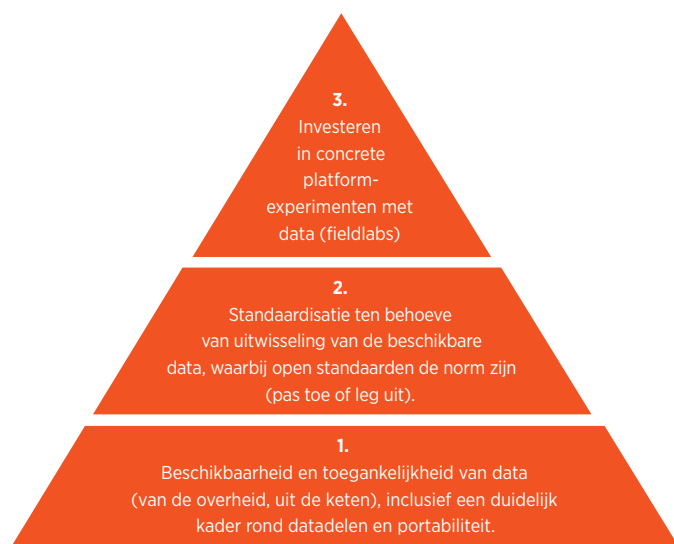 3.
Investeren
in concrete
platform-
experimenten met
data (fieldlabs)
2.
Standaardisatie ten behoeve
van uitwisseling van de beschikbare
data, waarbij open standaarden de norm zijn
(pas toe of leg uit).
1.
Beschikbaarheid en toegankelijkheid van data
(van de overheid, uit de keten), inclusief een duidelijk
kader rond datadelen en portabiliteit.